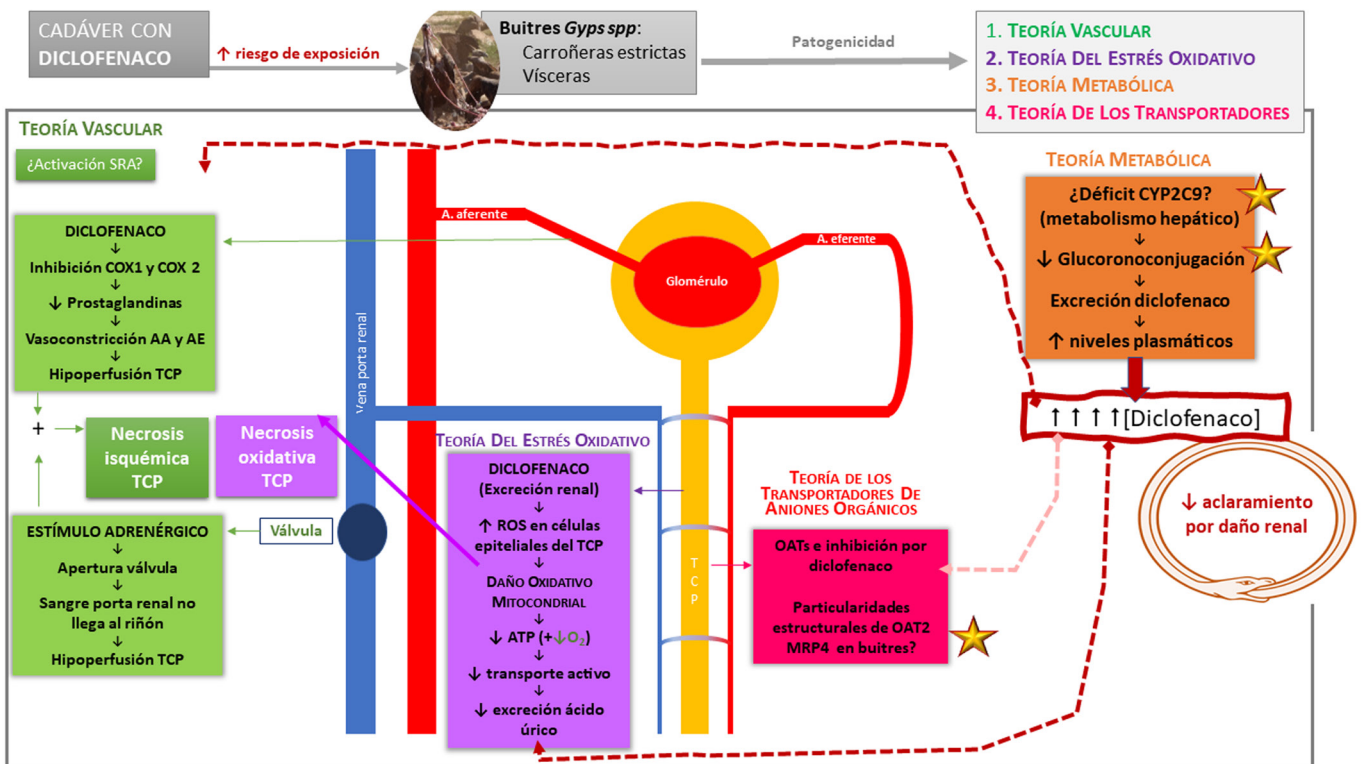 CADÁVER CON
DICLOFENACO
↑ riesgo de exposición
Buitres Gyps spp:
Carroñeras estrictas
Vísceras
Patogenicidad
1. TEORÍA VASCULAR
2. TEORÍA DEL ESTRÉS OXIDATIVO
3. TEORÍA METABÓLICA
4. TEORÍA DE LOS TRANSPORTADORES
TEORÍA VASCULAR
¿Activación SRA?
DICLOFENACO
↓
Inhibición COX1 y COX 2
↓
↓ Prostaglandinas
↓
Vasoconstricción AA y AE
↓
Hipoperfusión TCP
+
Necrosis
isquémica
TCP
Necrosis
oxidativa
TCP
ESTÍMULO ADRENÉRGICO
↓
Apertura válvula
↓
Sangre porta renal no
llega al riñón
↓
Hipoperfusión TCP
Válvula
Vena porta renal
A. aferente
Glomérulo
A. eferente
TCP
TEORÍA DEL ESTRÉS OXIDATIVO
DICLOFENACO
(Excreción renal)
↓
↑ ROS en células
epiteliales del TCP
↓
DAÑO OXIDATIVO
MITOCONDRIAL
↓
↓ ATP (+↓O₂)
↓
↓ transporte activo
↓
↓ excreción ácido
úrico
TEORÍA DE LOS
TRANSPORTADORES DE
ANIONES ORGÁNICOS
OATs e inhibición por
diclofenaco
Particularidades
estructurales de OAT2
MRP4 en buitres?
TEORÍA METABÓLICA
¿Déficit CYP2C9?
(metabolismo hepático)
↓
↓ Glucoronoconjugación
↓
Excreción diclofenaco
↓
↑ niveles plasmáticos
↑ ↑ ↑ ↑[Diclofenaco]
↓ aclaramiento
por daño renal